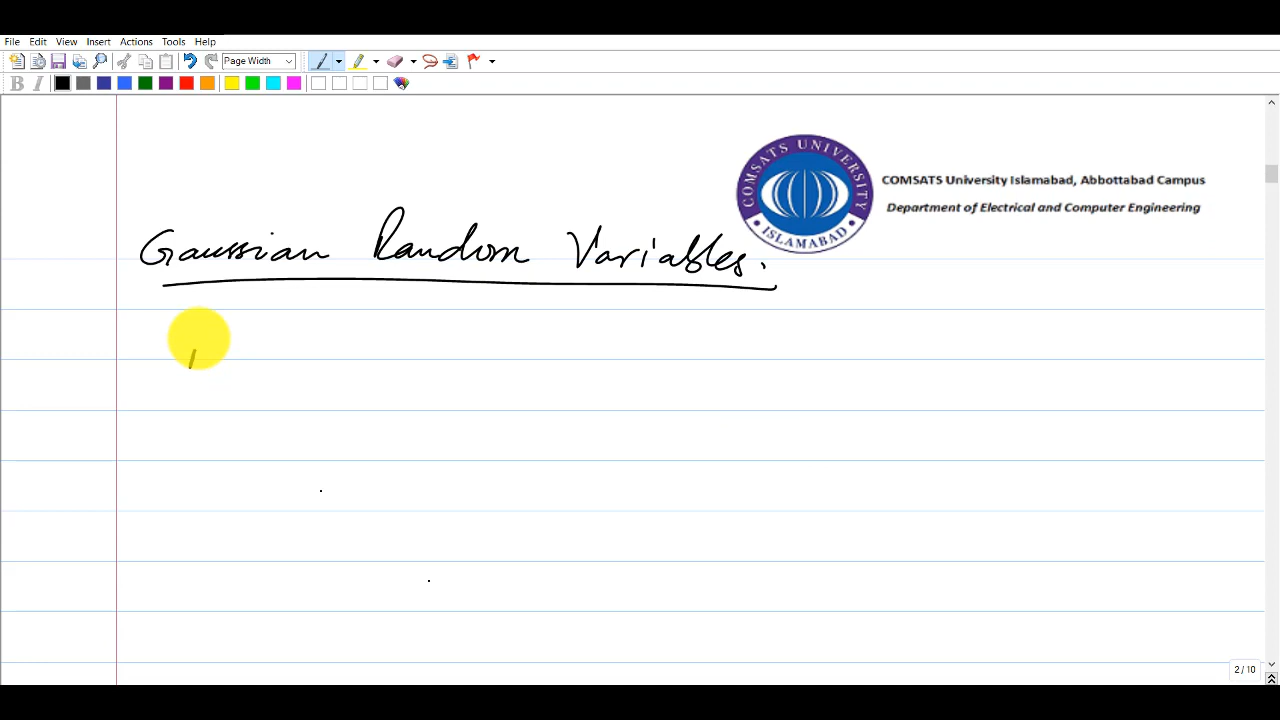 File Edit View Insert Actions Tools Help
Page Width
B I
COMSATS UNIVERSITY
ISLAMABAD
COMSATS University Islamabad, Abbottabad Campus
Department of Electrical and Computer Engineering
Gaussian Random Variables.
2 / 10